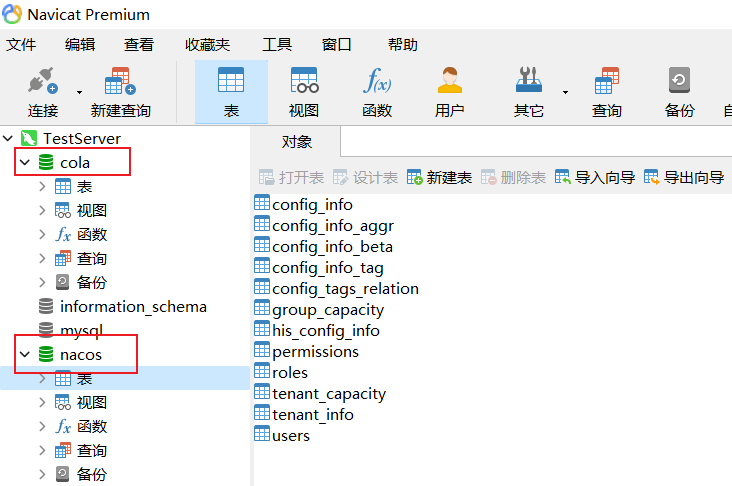 Navicat Premium
文件 编辑 查看 收藏夹 工具 窗口 帮助
连接 新建查询 表 视图 函数 用户 其它 查询 备份 自
f(x)
TestServer
cola
表
视图
fx 函数
查询
备份
information_schema
mysql
nacos
表
视图
fx 函数
查询
备份
对象
打开表 设计表 新建表 删除表 导入向导 导出向导
config_info
config_info_aggr
config_info_beta
config_info_tag
config_tags_relation
group_capacity
his_config_info
permissions
roles
tenant_capacity
tenant_info
users